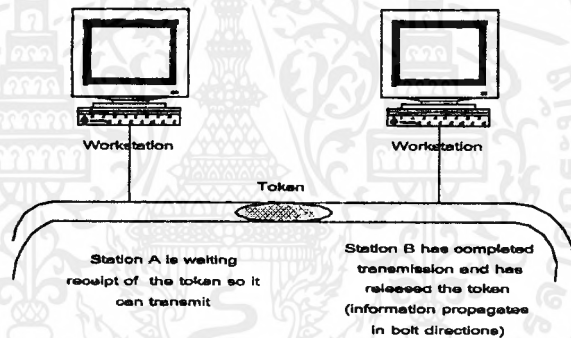 Workstation
Workstation
Token
Station A is waiting
receipt of the token so it
can transmit
Station B has completed
transmission and has
released the token
(information propagates
in bolt directions)